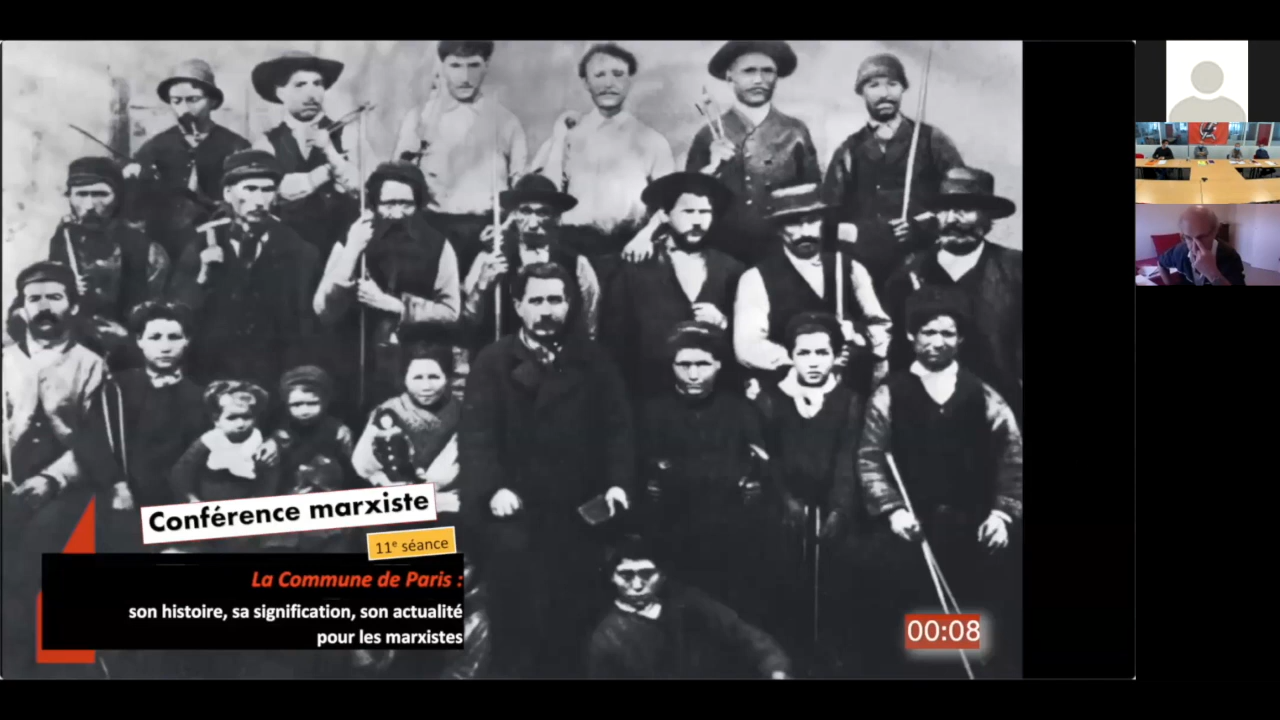 Conférence marxiste
11e séance
La Commune de Paris :
son histoire, sa signification, son actualité
pour les marxistes
00:08